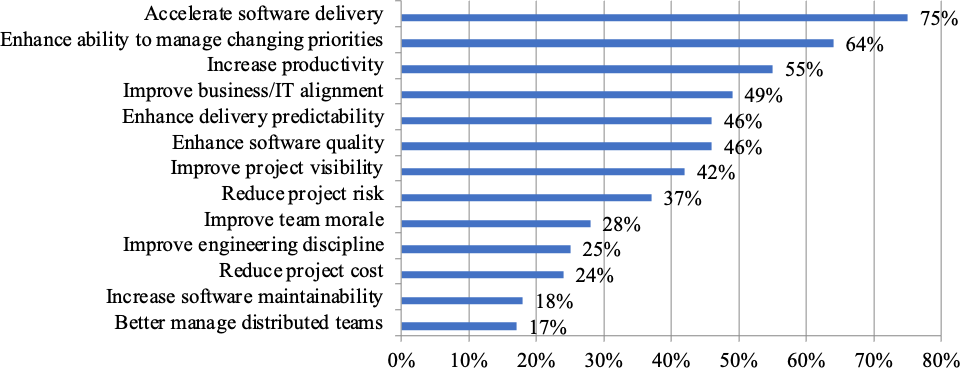 Accelerate software delivery 75%
Enhance ability to manage changing priorities 64%
Increase productivity 55%
Improve business/IT alignment 49%
Enhance delivery predictability 46%
Enhance software quality 46%
Improve project visibility 42%
Reduce project risk 37%
Improve team morale 28%
Improve engineering discipline 25%
Reduce project cost 24%
Increase software maintainability 18%
Better manage distributed teams 17%
0% 10% 20% 30% 40% 50% 60% 70% 80%